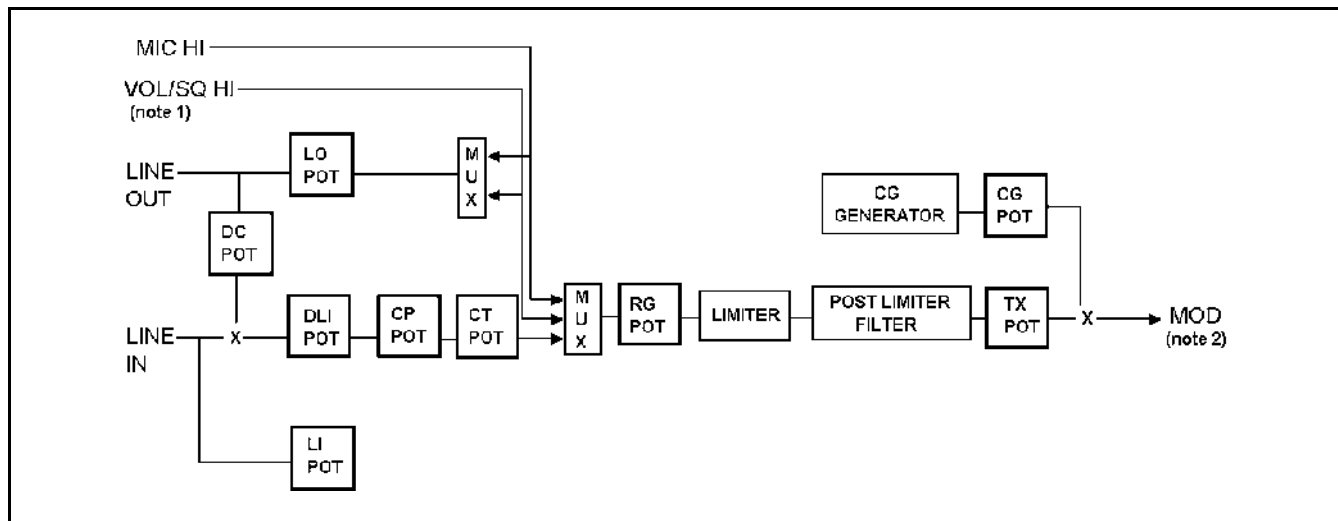 MIC HI
VOL/SQ HI
(note 1)
LINE
OUT
LO
POT
M
U
X
DC
POT
CG
GENERATOR
CG
POT
LINE
IN
X
DLI
POT
CP
POT
CT
POT
M
U
X
RG
POT
LIMITER
POST LIMITER
FILTER
TX
POT
X
MOD
(note 2)
LI
POT